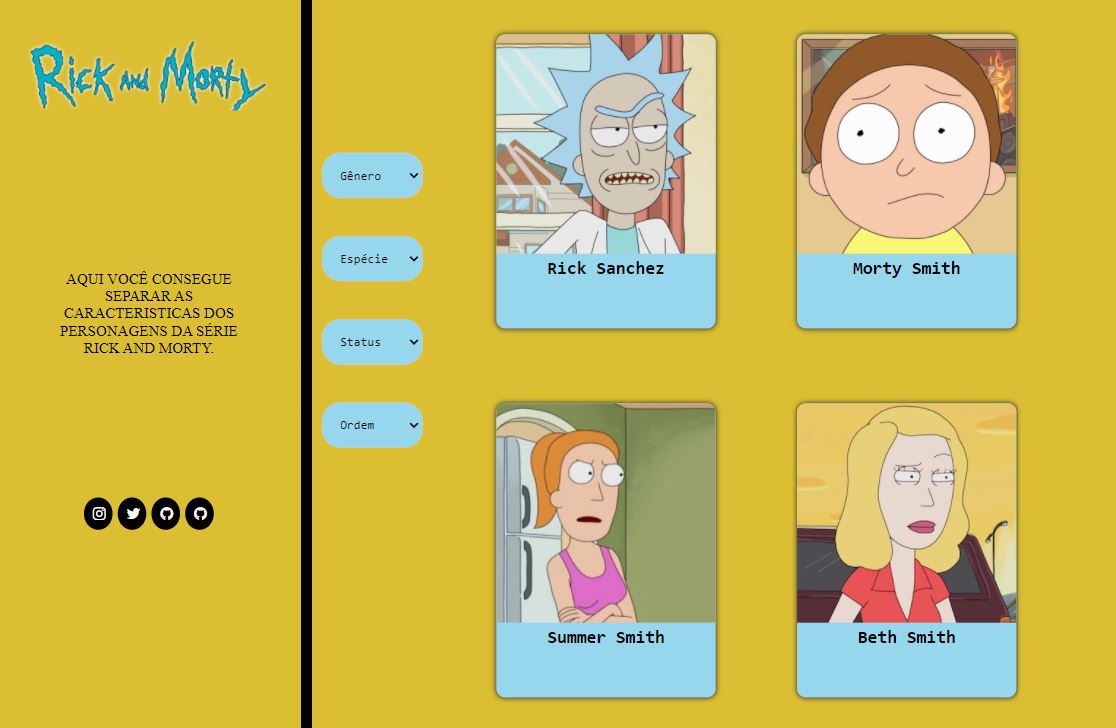 Rick and Morty
AQUI VOCÊ CONSEGUE
SEPARAR AS
CARACTERISTICAS DOS
PERSONAGENS DA SÉRIE
RICK AND MORTY.
Gênero
Espécie
Status
Ordem
Rick Sanchez
Morty Smith
Summer Smith
Beth Smith